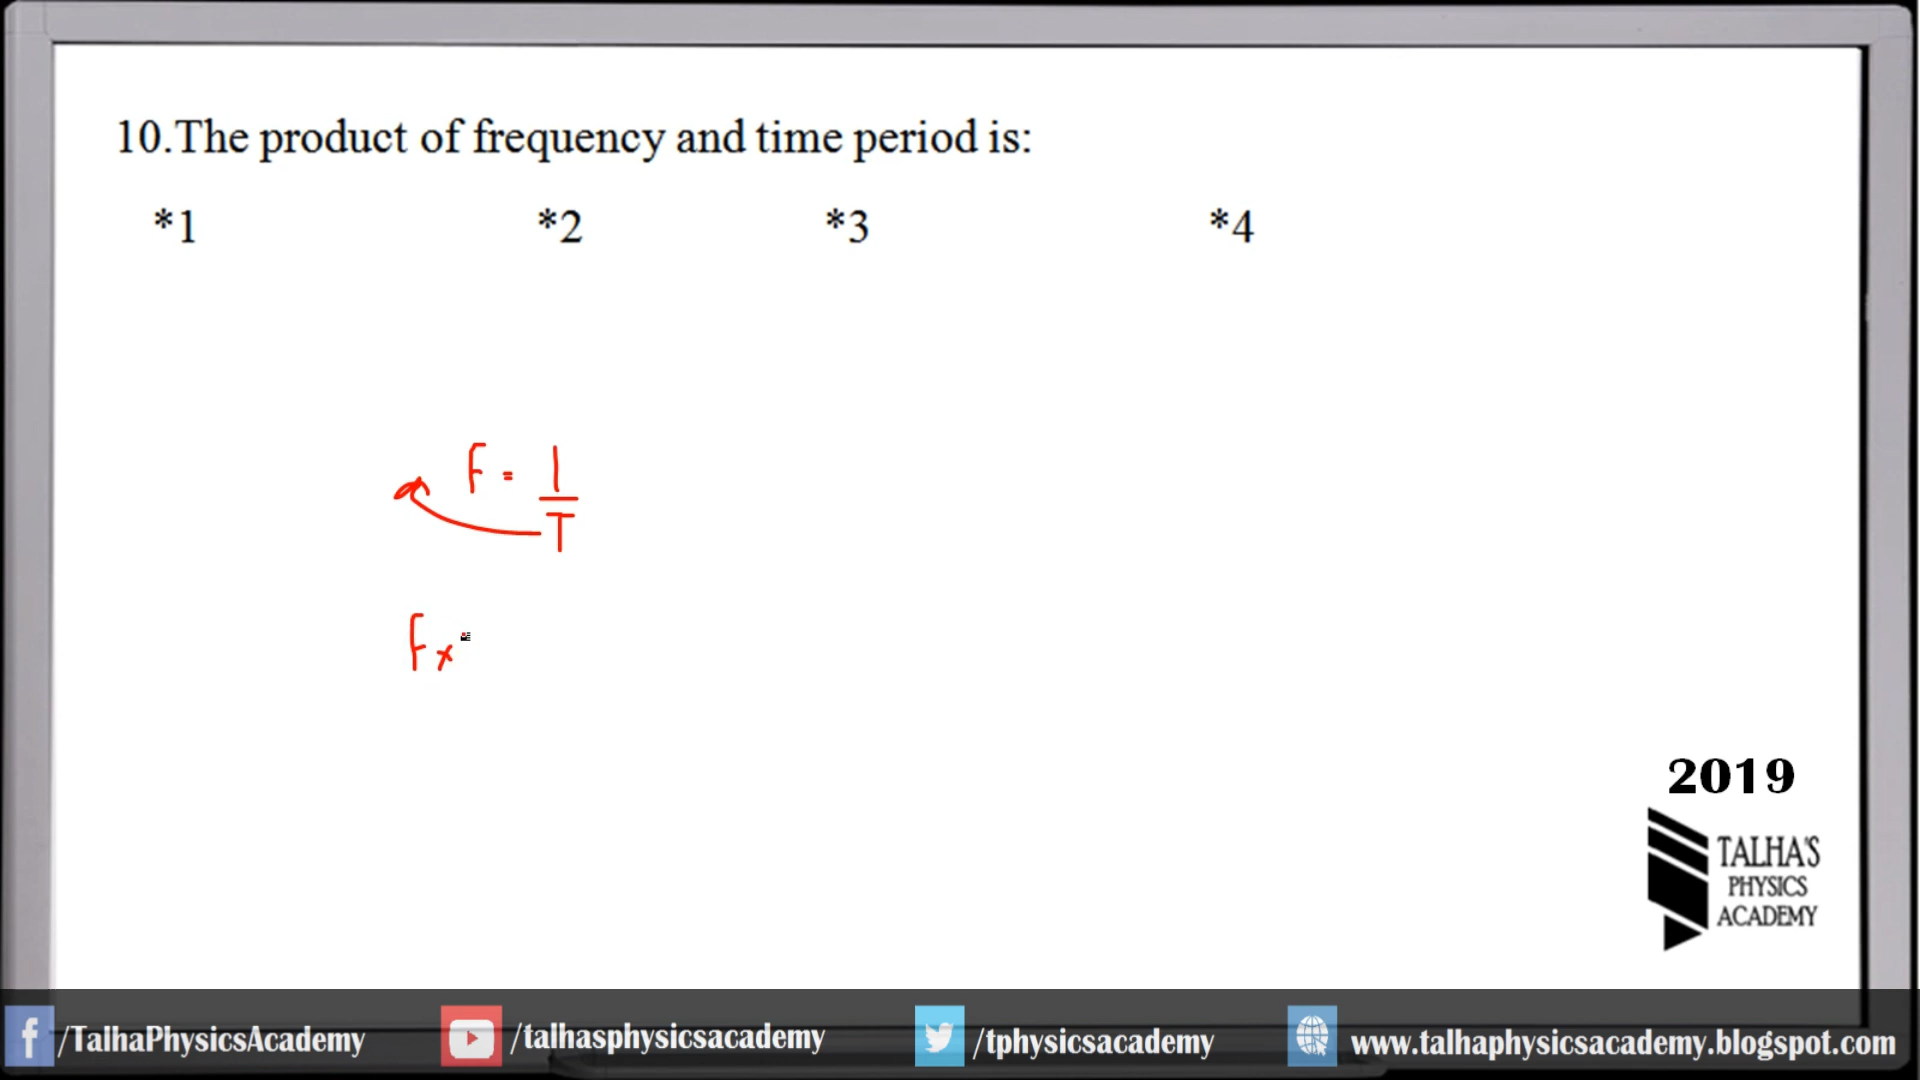 10.The product of frequency and time period is:
*1 *2 *3 *4
F = 1
T
F x
2019
TALHA'S
PHYSICS
ACADEMY
/TalhaPhysicsAcademy /talhasphysicsacademy /tphysicsacademy www.talhaphysicsacademy.blogspot.com